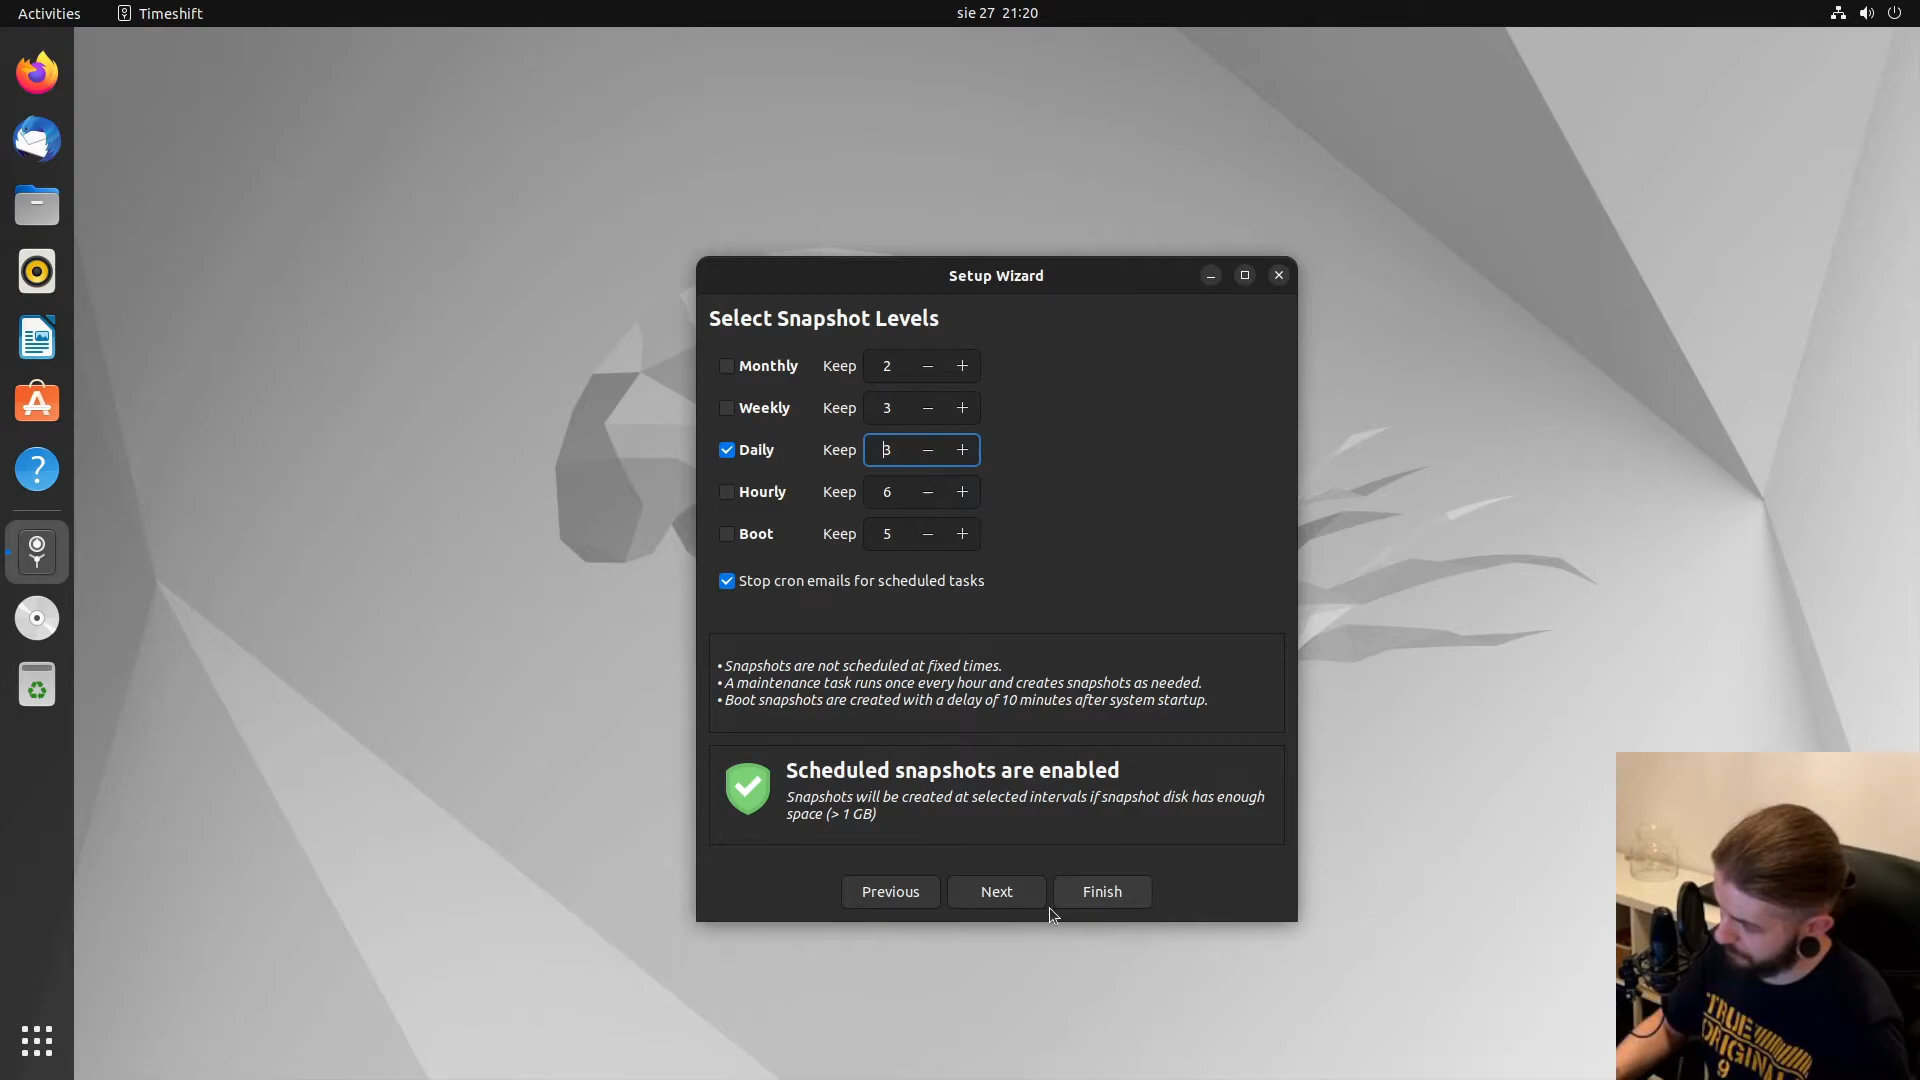 Activities
Timeshift
sie 27 21:20
Setup Wizard
Select Snapshot Levels
Monthly Keep 2
Weekly Keep 3
Daily Keep 3
Hourly Keep 6
Boot Keep 5
Stop cron emails for scheduled tasks
• Snapshots are not scheduled at fixed times.
• A maintenance task runs once every hour and creates snapshots as needed.
• Boot snapshots are created with a delay of 10 minutes after system startup.
Scheduled snapshots are enabled
Snapshots will be created at selected intervals if snapshot disk has enough
space (> 1 GB)
Previous
Next
Finish
TRUE
ORIGINAL
9